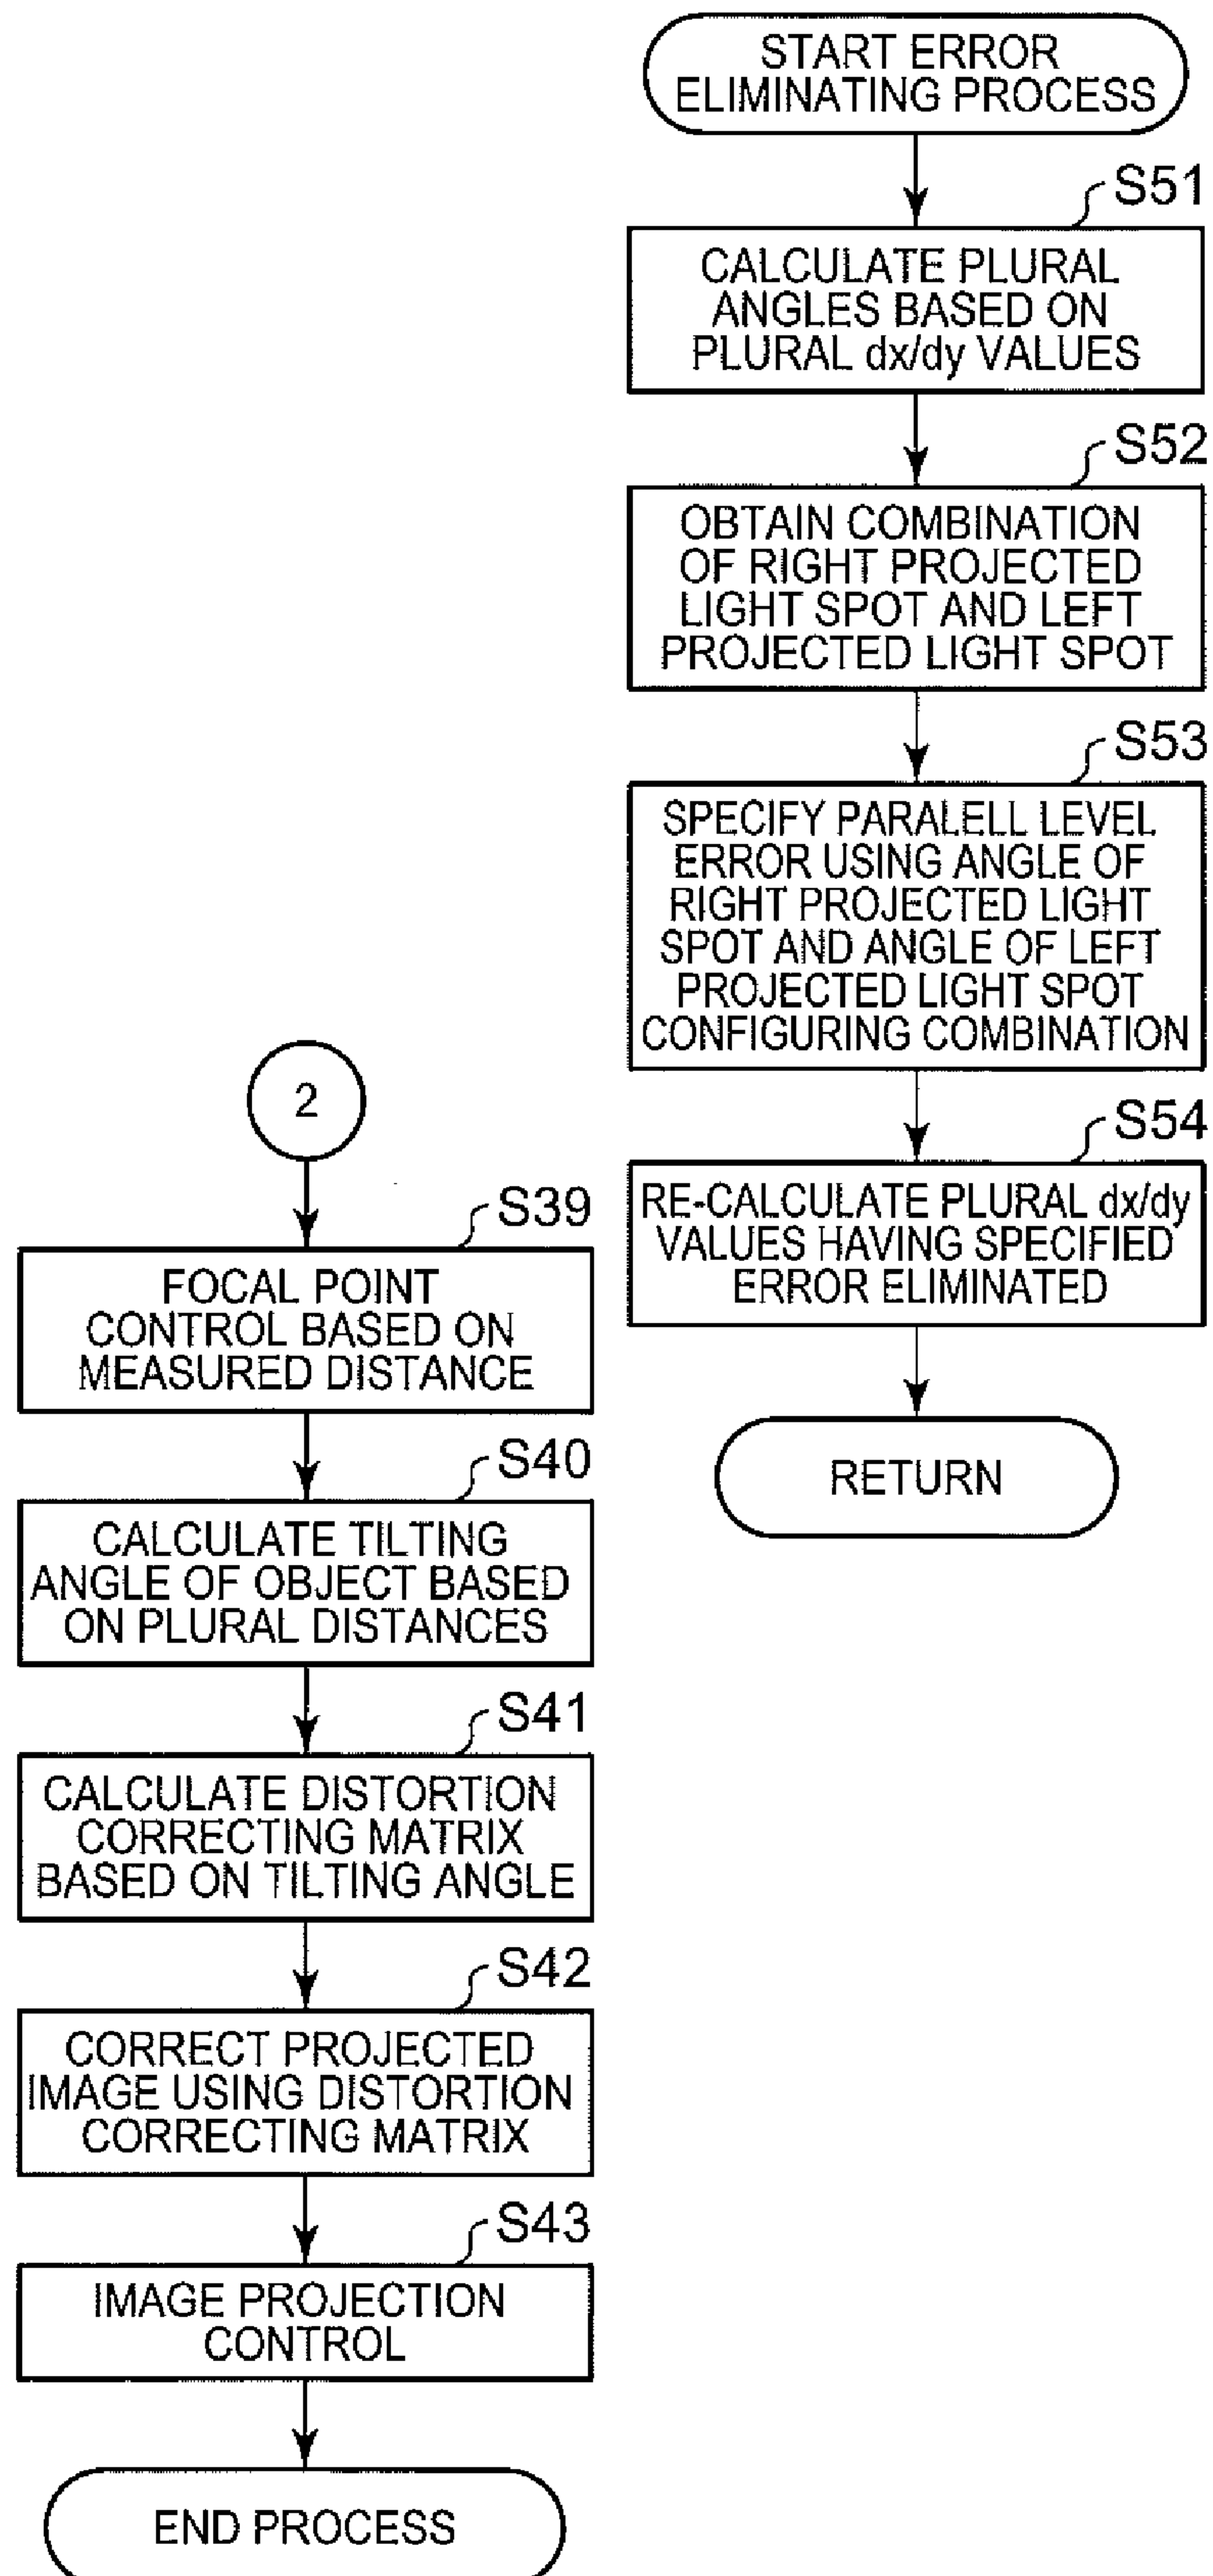 2
S39
FOCAL POINT
CONTROL BASED ON
MEASURED DISTANCE
S40
CALCULATE TILTING
ANGLE OF OBJECT BASED
ON PLURAL DISTANCES
S41
CALCULATE DISTORTION
CORRECTING MATRIX
BASED ON TILTING ANGLE
S42
CORRECT PROJECTED
IMAGE USING DISTORTION
CORRECTING MATRIX
S43
IMAGE PROJECTION
CONTROL
END PROCESS
START ERROR
ELIMINATING PROCESS
S51
CALCULATE PLURAL
ANGLES BASED ON
PLURAL dx/dy VALUES
S52
OBTAIN COMBINATION
OF RIGHT PROJECTED
LIGHT SPOT AND LEFT
PROJECTED LIGHT SPOT
S53
SPECIFY PARALELL LEVEL
ERROR USING ANGLE OF
RIGHT PROJECTED LIGHT
SPOT AND ANGLE OF LEFT
PROJECTED LIGHT SPOT
CONFIGURING COMBINATION
S54
RE-CALCULATE PLURAL dx/dy
VALUES HAVING SPECIFIED
ERROR ELIMINATED
RETURN